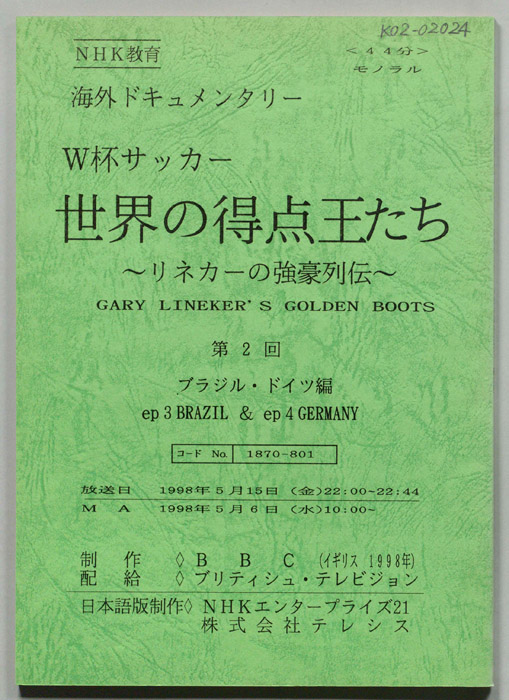 K02-02024
NHK教育
<44分>
モノラル
海外ドキュメンタリー
W杯サッカー
世界の得点王たち
～リネカーの強豪列伝～
GARY LINEKER'S GOLDEN BOOTS
第2回
ブラジル・ドイツ編
ep 3 BRAZIL & ep 4 GERMANY
コード No. 1870-801
放送日 1998年5月15日(金)22:00~22:44
MA 1998年5月6日(水)10:00~
制作◇BBC(イギリス 1998年)
配給◇ブリティシュ・テレビジョン
日本語版制作◇NHKエンタープライズ21
株式会社テレシス